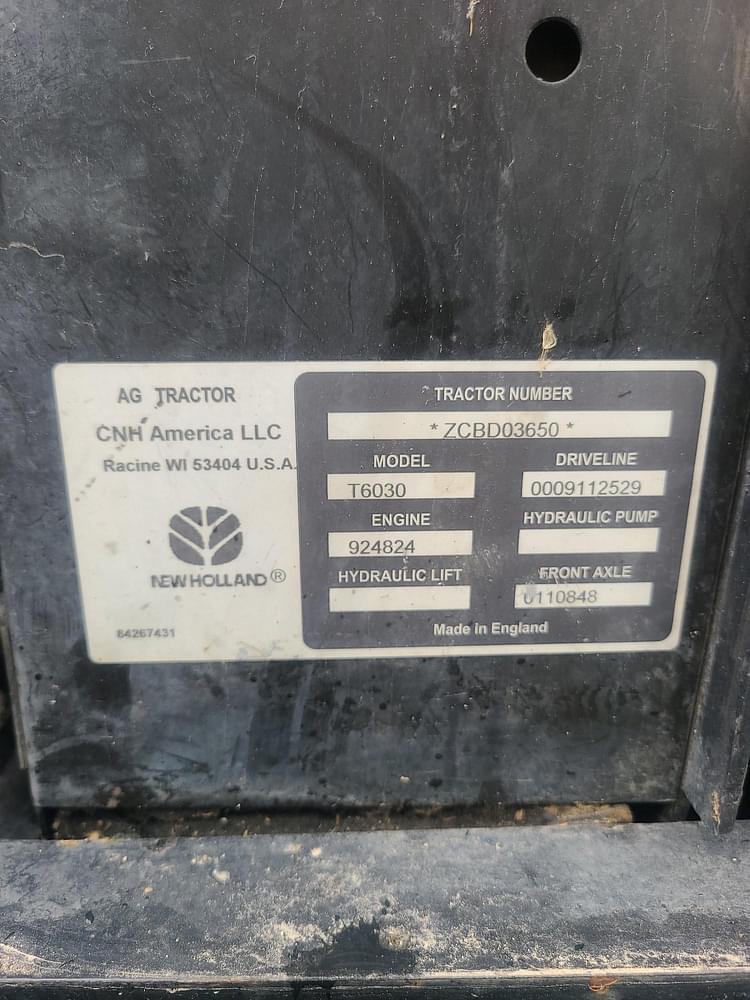 AG TRACTOR
CNH America LLC
Racine WI 53404 U.S.A.
NEW HOLLAND ®
84267431
TRACTOR NUMBER
* ZCBD03650 *
MODEL
T6030
DRIVELINE
0009112529
ENGINE
924824
HYDRAULIC PUMP
HYDRAULIC LIFT
FRONT AXLE
0110848
Made in England